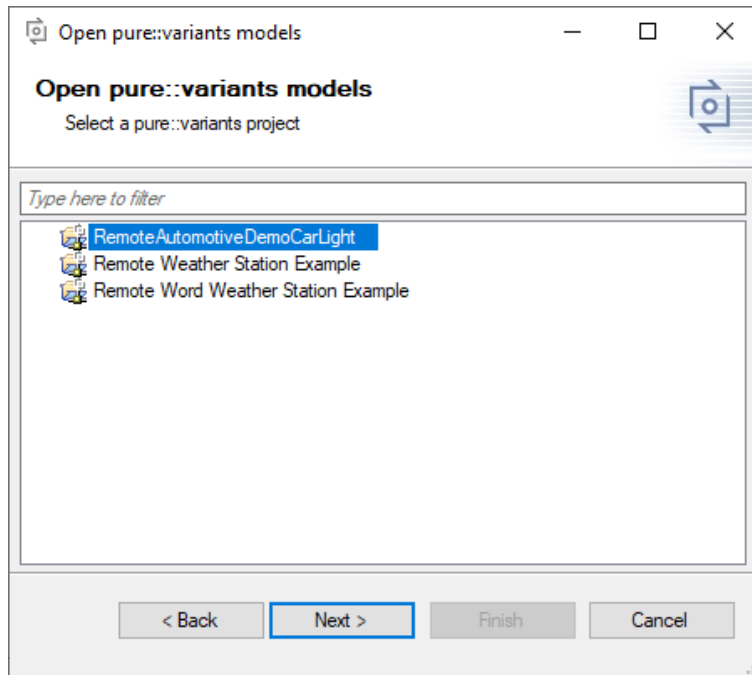 Open pure::variants models
Open pure::variants models
Select a pure::variants project
Type here to filter
RemoteAutomotiveDemoCarLight
Remote Weather Station Example
Remote Word Weather Station Example
< Back Next > Finish Cancel